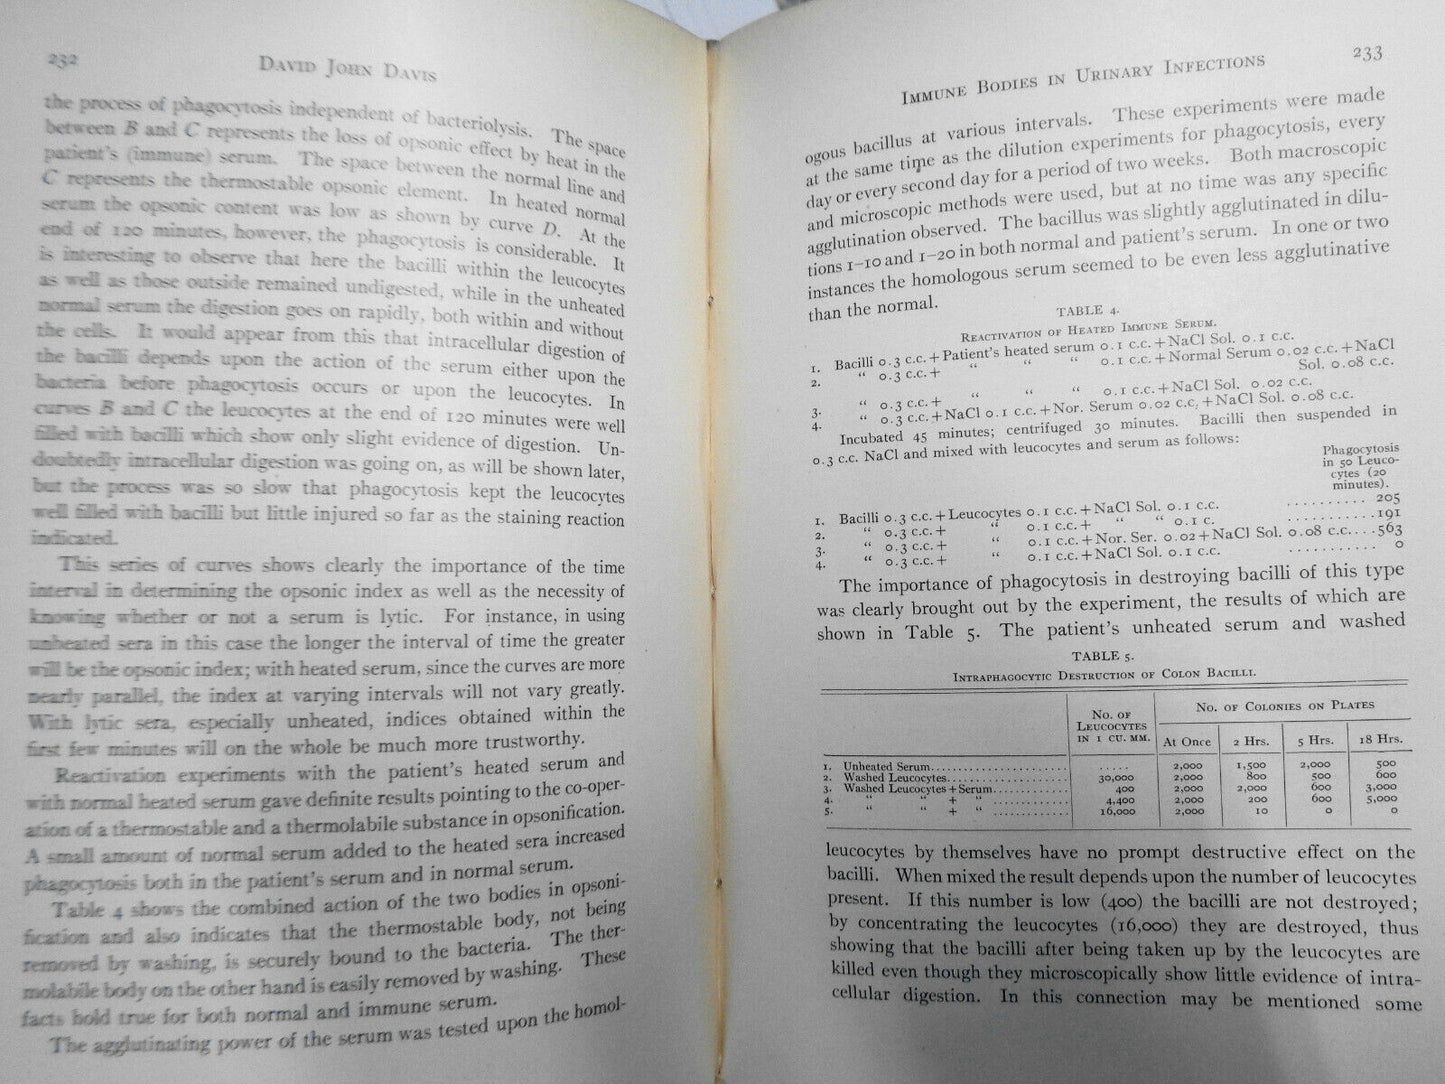 232
DAVID JOHN DAVIS
the process of phagocytosis independent of bacteriolysis. The space
between B and C represents the loss of opsonic effect by heat in the
patient's (immune) serum. The space between the normal line and
C represents the thermostable opsonic element. In heated normal
serum the opsonic content was low as shown by curve D. At the
end of 120 minutes, however, the phagocytosis is considerable. It
is interesting to observe that here the bacilli within the leucocytes
as well as those outside remained undigested, while in the unheated
normal serum the digestion goes on rapidly, both within and without
the cells. It would appear from this that intracellular digestion of
the bacilli depends upon the action of the serum either upon the
bacteria before phagocytosis occurs or upon the leucocytes. In
curves B and C the leucocytes at the end of 120 minutes were well
filled with bacilli which show only slight evidence of digestion. Un-
doubtedly intracellular digestion was going on, as will be shown later,
but the process was so slow that phagocytosis kept the leucocytes
well filled with bacilli but little injured so far as the staining reaction
indicated.
This series of curves shows clearly the importance of the time
interval in determining the opsonic index as well as the necessity of
knowing whether or not a serum is lytic. For instance, in using
unheated sera in this case the longer the interval of time the greater
will be the opsonic index; with heated serum, since the curves are more
nearly parallel, the index at varying intervals will not vary greatly.
With lytic sera, especially unheated, indices obtained within the
first few minutes will on the whole be much more trustworthy.
Reactivation experiments with the patient's heated serum and
with normal heated serum gave definite results pointing to the co-oper-
ation of a thermostable and a thermolabile substance in opsonification.
A small amount of normal serum added to the heated sera increased
phagocytosis both in the patient's serum and in normal serum.
Table 4 shows the combined action of the two bodies in opsoni-
fication and also indicates that the thermostable body, not being
removed by washing, is securely bound to the bacteria. The ther-
molabile body on the other hand is easily removed by washing. These
facts hold true for both normal and immune serum.
The agglutinating power of the serum was tested upon the homol-
IMMUNE BODIES IN URINARY INFECTIONS
233
ogous bacillus at various intervals. These experiments were made
at the same time as the dilution experiments for phagocytosis, every
day or every second day for a period of two weeks. Both macroscopic
and microscopic methods were used, but at no time was any specific
agglutination observed. The bacillus was slightly agglutinated in dilu-
tions 1–10 and 1–20 in both normal and patient's serum. In one or two
instances the homologous serum seemed to be even less agglutinative
than the normal.
TABLE 4.
REACTIVATION OF HEATED IMMUNE SERUM.
1. Bacilli 0.3 c.c.+Patient's heated serum 0.1 c.c.+NaCl Sol. 0.1 c.c.
2. " 0.3 c.c.+ " " " 0.1 c.c.+Normal Serum 0.02 c.c.+NaCl
Sol. 0.08 c.c.
3. " 0.3 c.c.+ " " " 0.1 c.c.+NaCl Sol. 0.02 c.c.
4. " 0.3 c.c.+NaCl 0.1 c.c.+Nor. Serum 0.02 c.c.+NaCl Sol. 0.08 c.c.
Incubated 45 minutes; centrifuged 30 minutes. Bacilli then suspended in
0.3 c.c. NaCl and mixed with leucocytes and serum as follows:
Phagocytosis
in 50 Leuco-
cytes (20
minutes).
1. Bacilli 0.3 c.c.+Leucocytes 0.1 c.c.+NaCl Sol. 0.1 c.c. .......... 205
2. " 0.3 c.c.+ " 0.1 c.c.+ " " 0.1 c. .......... 191
3. " 0.3 c.c.+ " 0.1 c.c.+Nor. Ser. 0.02+NaCl Sol. 0.08 c.c....563
4. " 0.3 c.c.+ " 0.1 c.c.+NaCl Sol. 0.1 c.c. .......... 0
The importance of phagocytosis in destroying bacilli of this type
was clearly brought out by the experiment, the results of which are
shown in Table 5. The patient's unheated serum and washed
TABLE 5.
INTRAPHAGOCYTIC DESTRUCTION OF COLON BACILLI.
No. of Leucocytes in 1 cu. mm. No. of Colonies on Plates
At Once 2 Hrs. 5 Hrs. 18 Hrs.
1. Unheated Serum.................... ..... 2,000 1,500 2,000 500
2. Washed Leucocytes.................. 30,000 2,000 800 500 600
3. Washed Leucocytes+Serum............ 400 2,000 2,000 600 3,000
4. " " + " ............ 4,400 2,000 200 600 5,000
5. " " + " ............ 16,000 2,000 10 0 0
leucocytes by themselves have no prompt destructive effect on the
bacilli. When mixed the result depends upon the number of leucocytes
present. If this number is low (400) the bacilli are not destroyed;
by concentrating the leucocytes (16,000) they are destroyed, thus
showing that the bacilli after being taken up by the leucocytes are
killed even though they microscopically show little evidence of intra-
cellular digestion. In this connection may be mentioned some